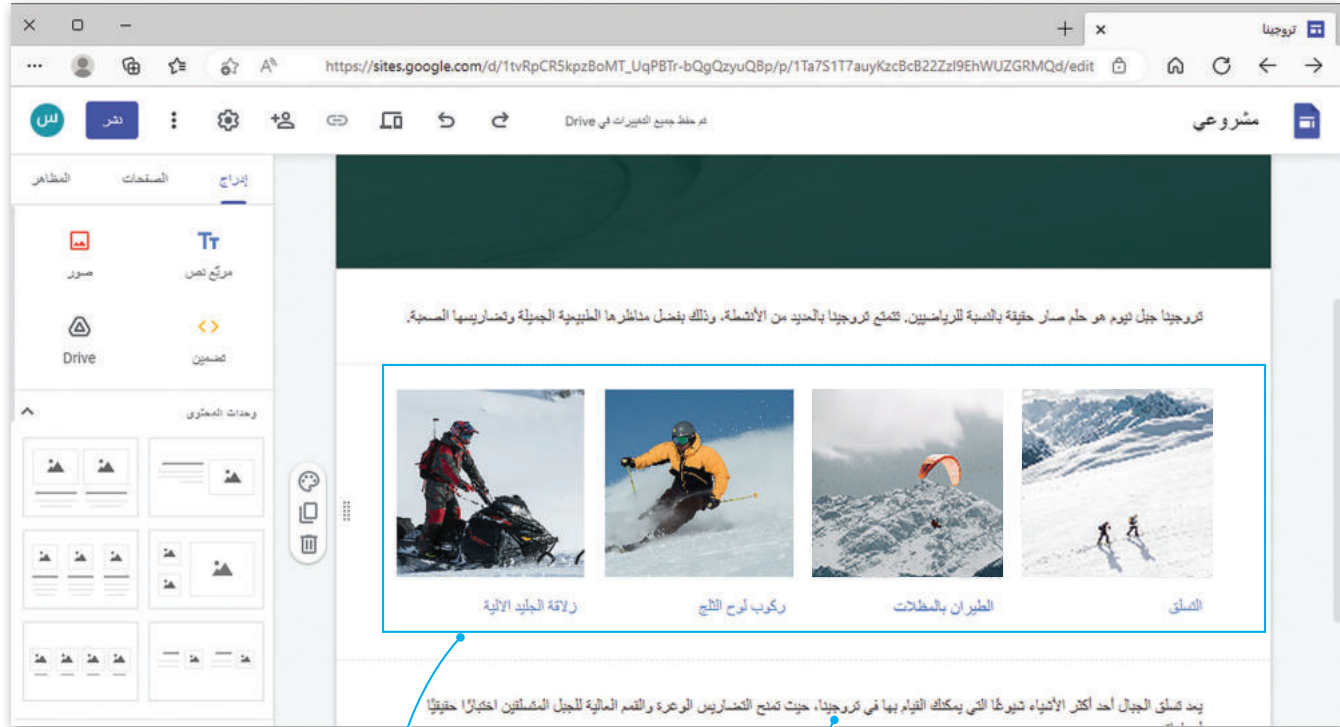 تروجينا
https://sites.google.com/d/1tvRpCR5kpzBoMT_UqPBTr-bQgQzyuQBp/p/1Ta7S1T7auyKzcBcB22ZzI9EhWUZGRMQd/edit
مشروعي
تم حفظ جميع التغييرات في Drive
نشر
س
إدراج
الصفحات
المظاهر
مربّع نص
صور
تضمين
Drive
وحدات المحتوى
تروجينا جبل نيوم هو حلم صار حقيقة بالنسبة للرياضيين. تتمتع تروجينا بالعديد من الأنشطة، وذلك بفضل مناظرها الطبيعية الجميلة وتضاريسها الصعبة.
التسلق
الطيران بالمظلات
ركوب لوح الثلج
زلاقة الجليد الالية
يعد تسلق الجبال أحد أكثر الأشياء شيوعًا التي يمكنك القيام بها في تروجينا، حيث تمنح التضاريس الوعرة والقمم العالية للجبل المتسلقين اختبارًا حقيقيًا